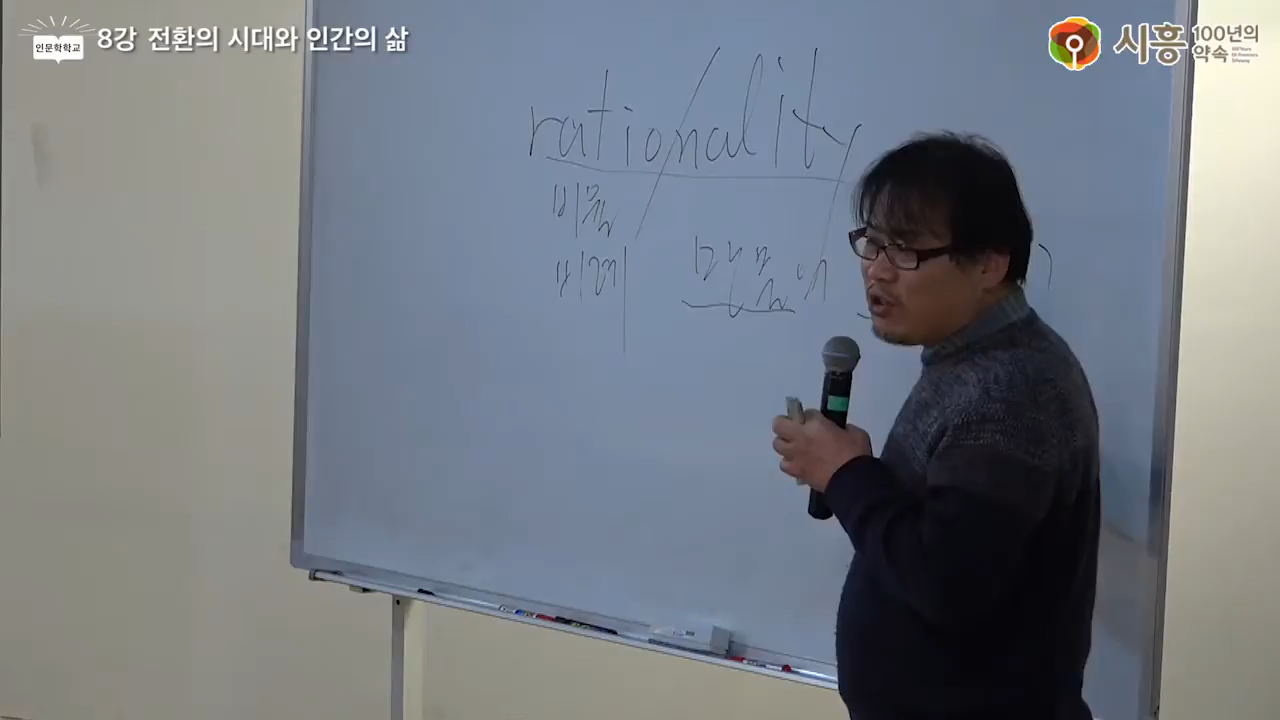 인문학학교
8강 전환의 시대와 인간의 삶
시흥 100년의 약속
rationality
비율
비례